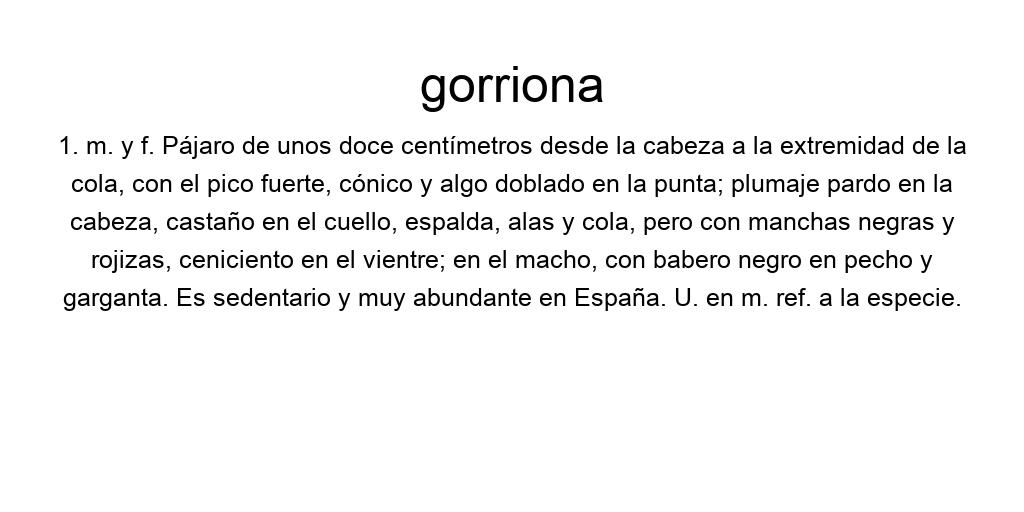 gorriona
1. m. y f. Pájaro de unos doce centímetros desde la cabeza a la extremidad de la
cola, con el pico fuerte, cónico y algo doblado en la punta; plumaje pardo en la
cabeza, castaño en el cuello, espalda, alas y cola, pero con manchas negras y
rojizas, ceniciento en el vientre; en el macho, con babero negro en pecho y
garganta. Es sedentario y muy abundante en España. U. en m. ref. a la especie.